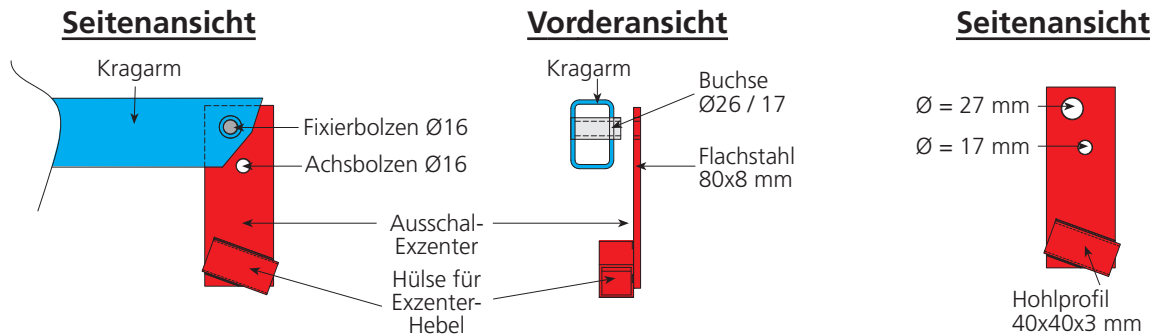 Seitenansicht
Kragarm
Fixierbolzen Ø16
Achsbolzen Ø16
Ausschal-
Exzenter
Hülse für
Exzenter-
Hebel
Vorderansicht
Kragarm
Buchse
Ø26 / 17
Flachstahl
80x8 mm
Seitenansicht
Ø = 27 mm
Ø = 17 mm
Hohlprofil
40x40x3 mm